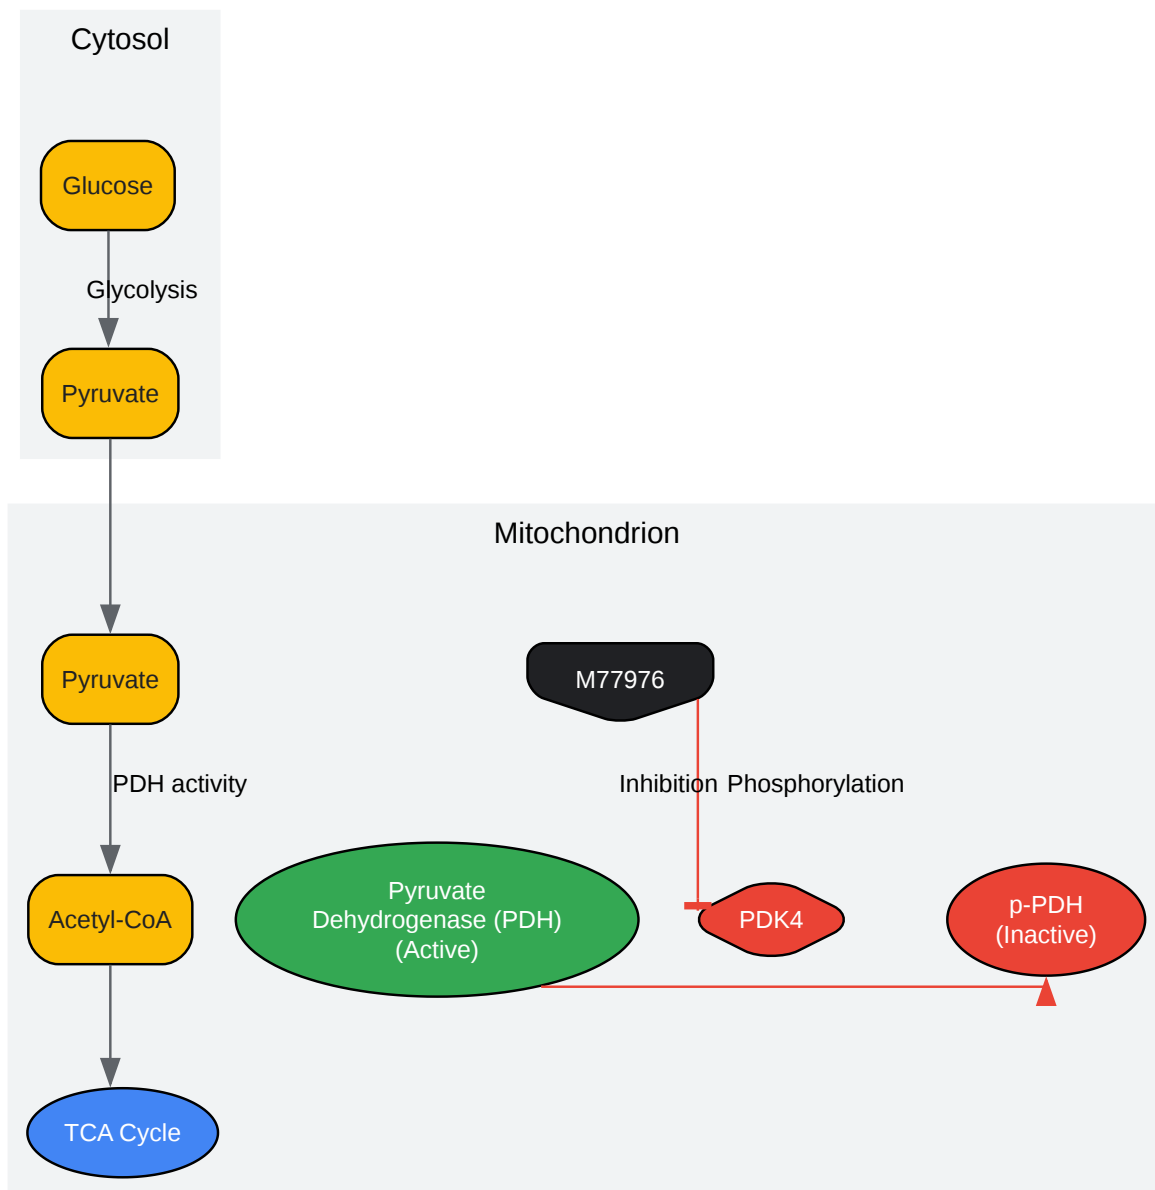 Cytosol
Glucose
Glycolysis
Pyruvate
Mitochondrion
Pyruvate
M77976
PDH activity
Inhibition
Phosphorylation
Acetyl-CoA
Pyruvate
Dehydrogenase (PDH)
(Active)
PDK4
p-PDH
(Inactive)
TCA Cycle